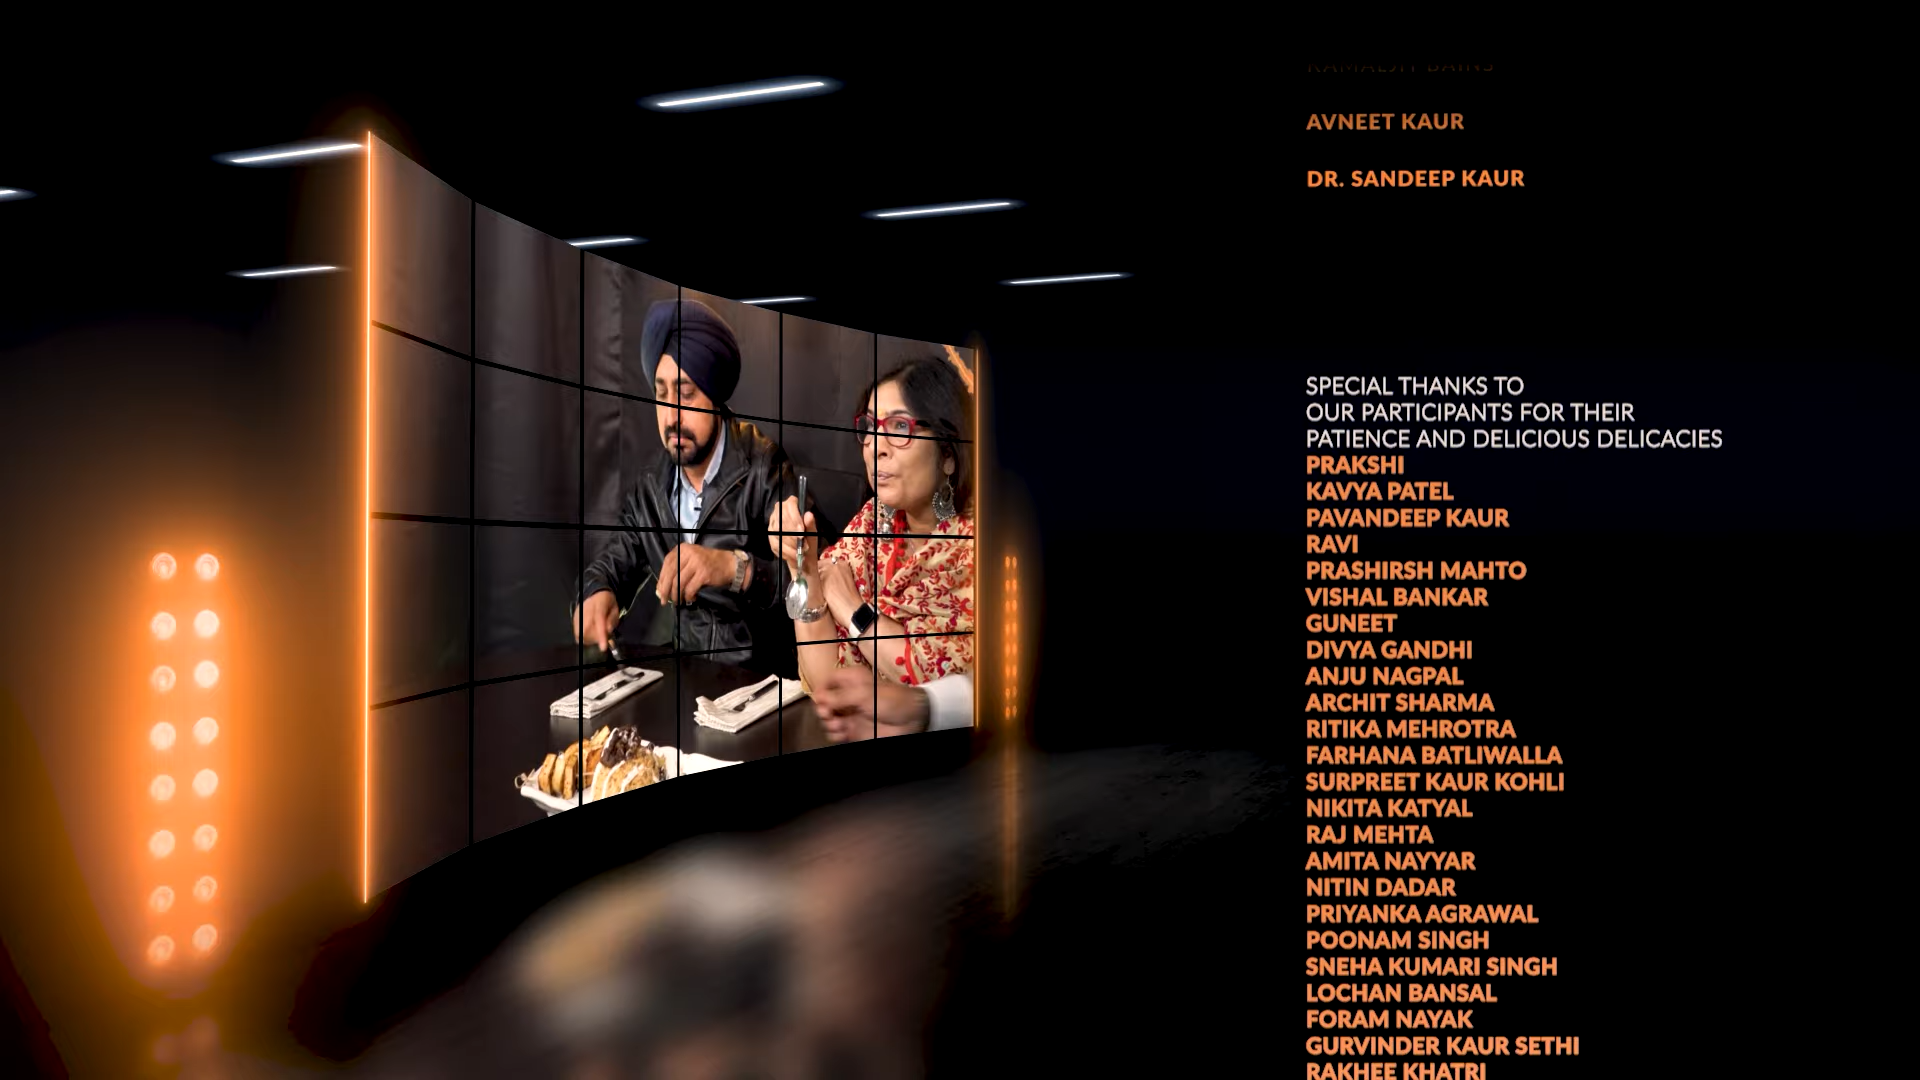 KAMALJIT BAINS
AVNEET KAUR
DR. SANDEEP KAUR
SPECIAL THANKS TO
OUR PARTICIPANTS FOR THEIR
PATIENCE AND DELICIOUS DELICACIES
PRAKSHI
KAVYA PATEL
PAVANDEEP KAUR
RAVI
PRASHIRSH MAHTO
VISHAL BANKAR
GUNEET
DIVYA GANDHI
ANJU NAGPAL
ARCHIT SHARMA
RITIKA MEHROTRA
FARHANA BATLIWALLA
SURPREET KAUR KOHLI
NIKITA KATYAL
RAJ MEHTA
AMITA NAYYAR
NITIN DADAR
PRIYANKA AGRAWAL
POONAM SINGH
SNEHA KUMARI SINGH
LOCHAN BANSAL
FORAM NAYAK
GURVINDER KAUR SETHI
RAKHEE KHATRI